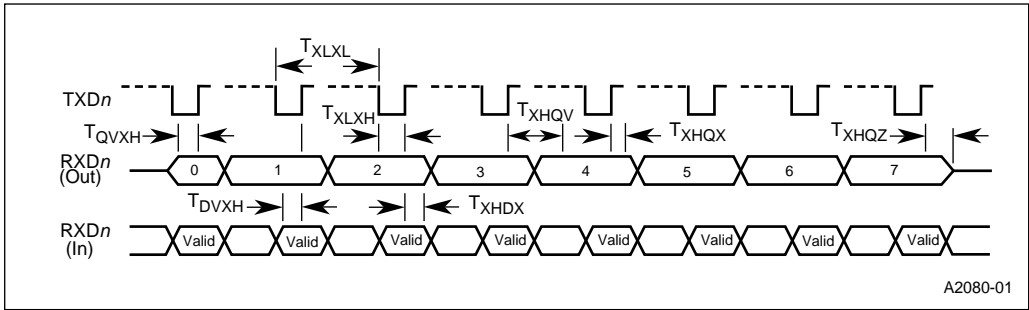 TXLXL
TXDn
TXLXH
TXHQV
TQVXH
TXHQX
TXHQZ
RXDn
(Out)
0 1 2 3 4 5 6 7
TDVXH
TXHDX
RXDn
(In)
Valid Valid Valid Valid Valid Valid Valid Valid
A2080-01